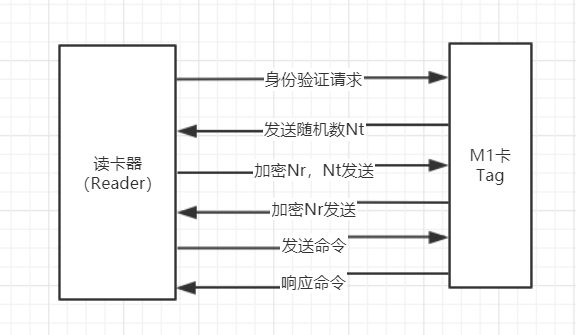 读卡器
（Reader）
身份验证请求
发送随机数Nt
加密Nr，Nt发送
加密Nr发送
发送命令
响应命令
M1卡
Tag